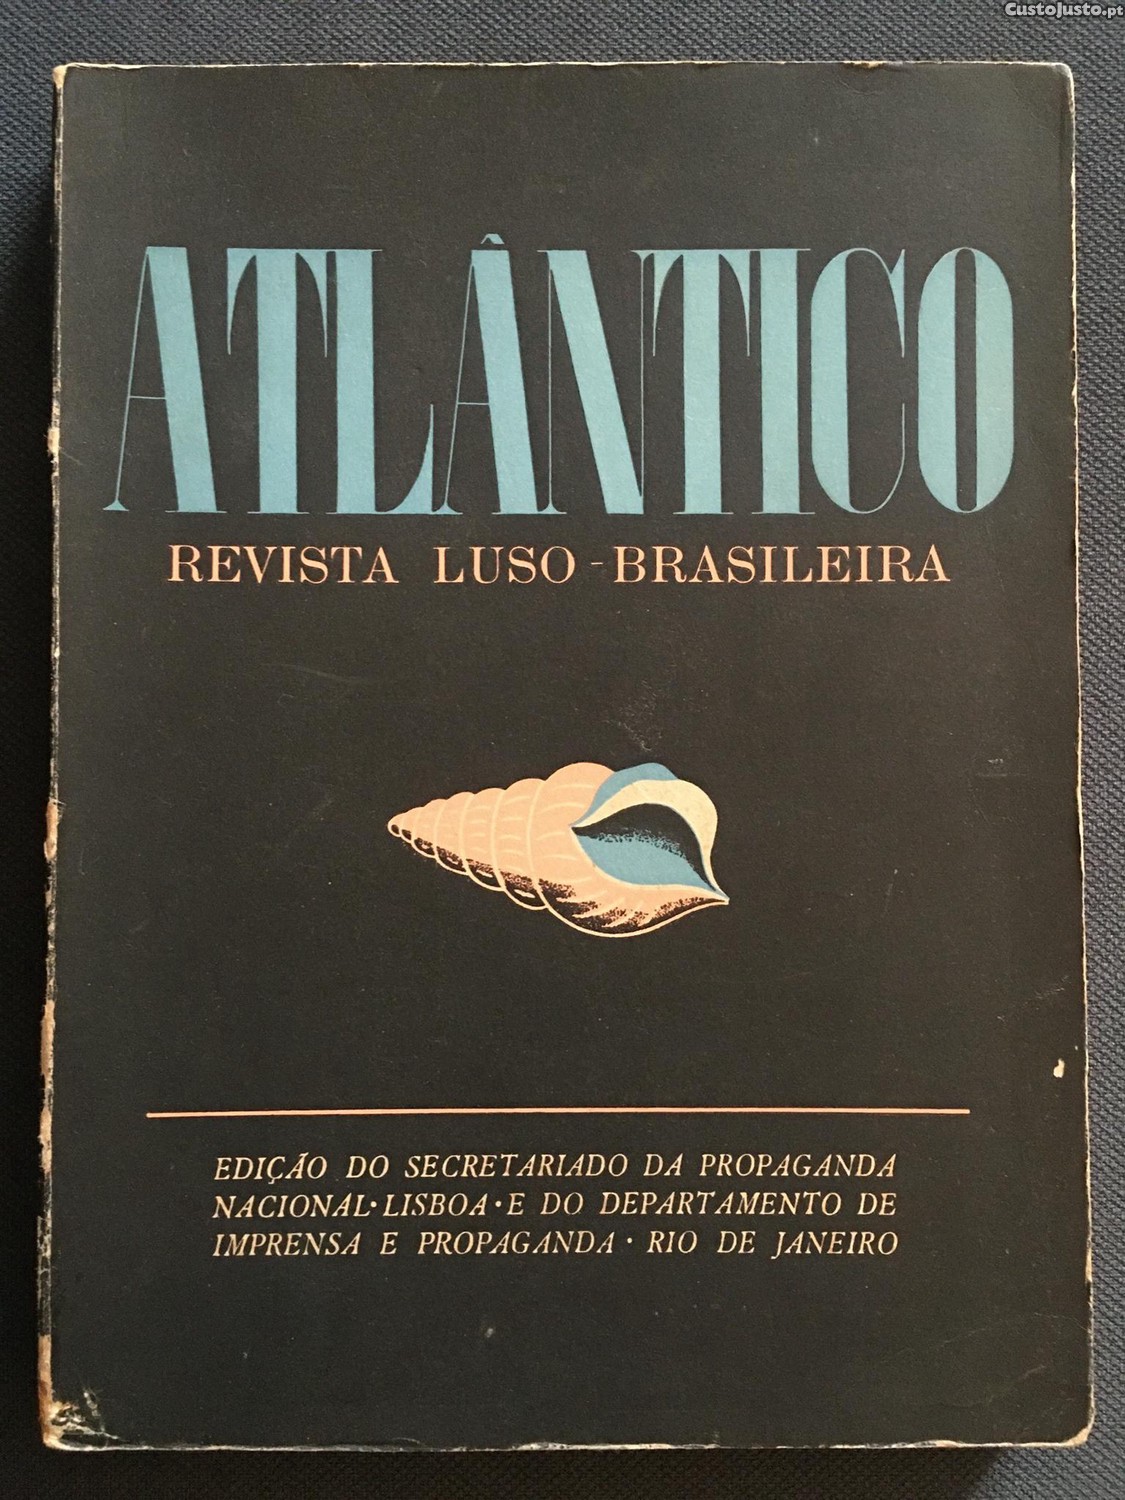 CustoJusto.pt
ATLÂNTICO
REVISTA LUSO-BRASILEIRA
EDIÇÃO DO SECRETARIADO DA PROPAGANDA
NACIONAL·LISBOA·E DO DEPARTAMENTO DE
IMPRENSA E PROPAGANDA·RIO DE JANEIRO